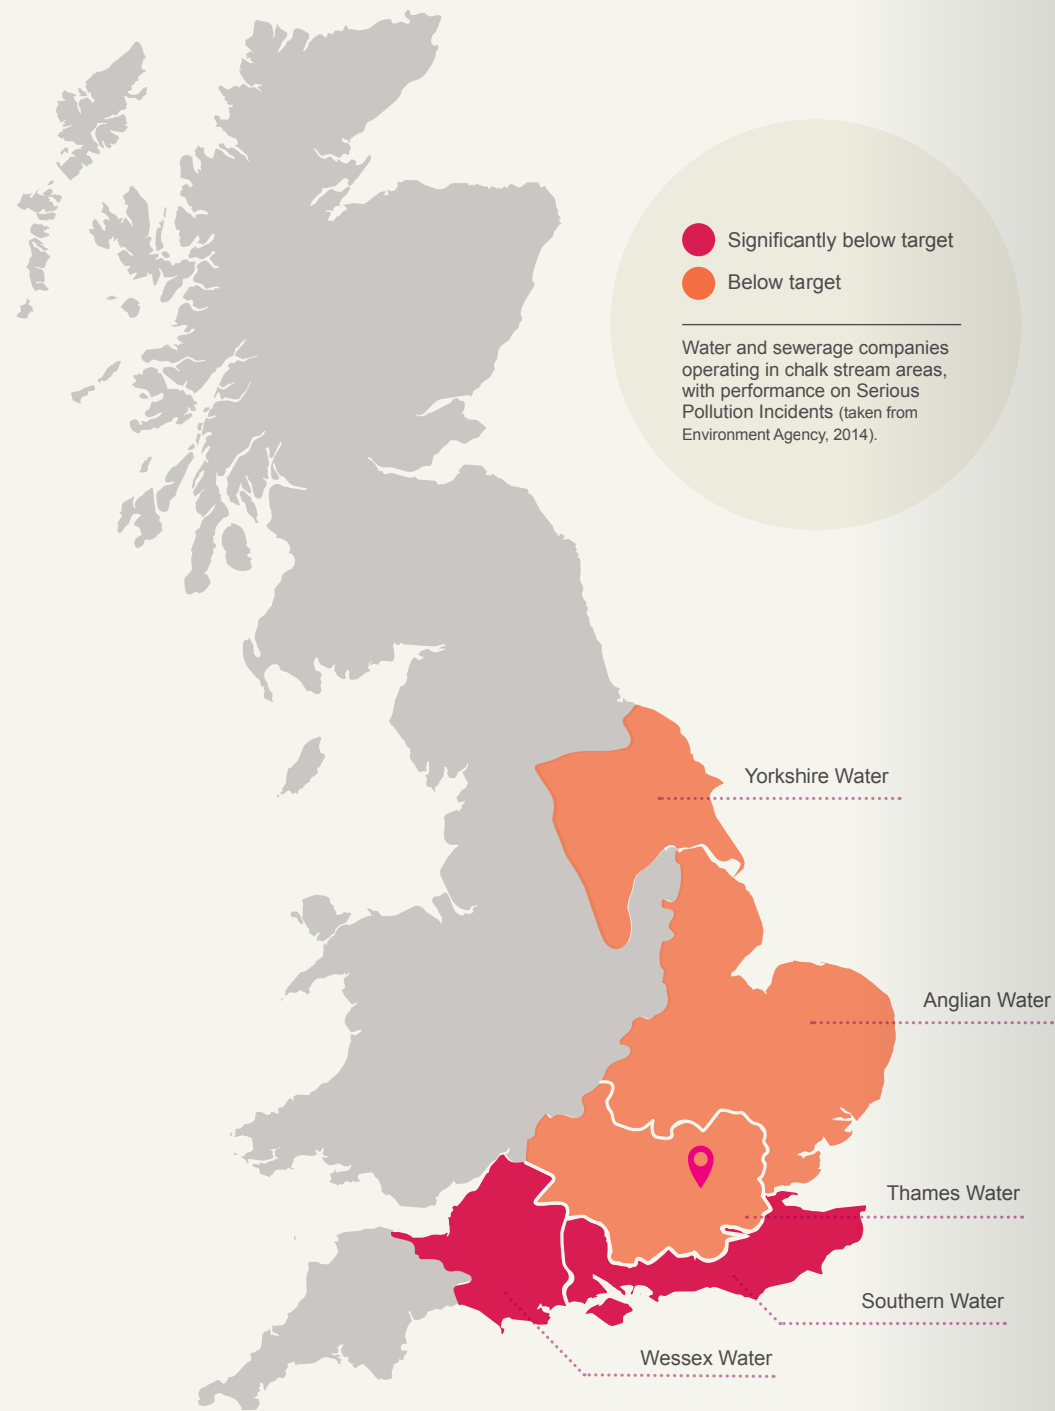 Significantly below target
Below target
Water and sewerage companies
operating in chalk stream areas,
with performance on Serious
Pollution Incidents (taken from
Environment Agency, 2014).
Yorkshire Water
Anglian Water
Thames Water
Southern Water
Wessex Water